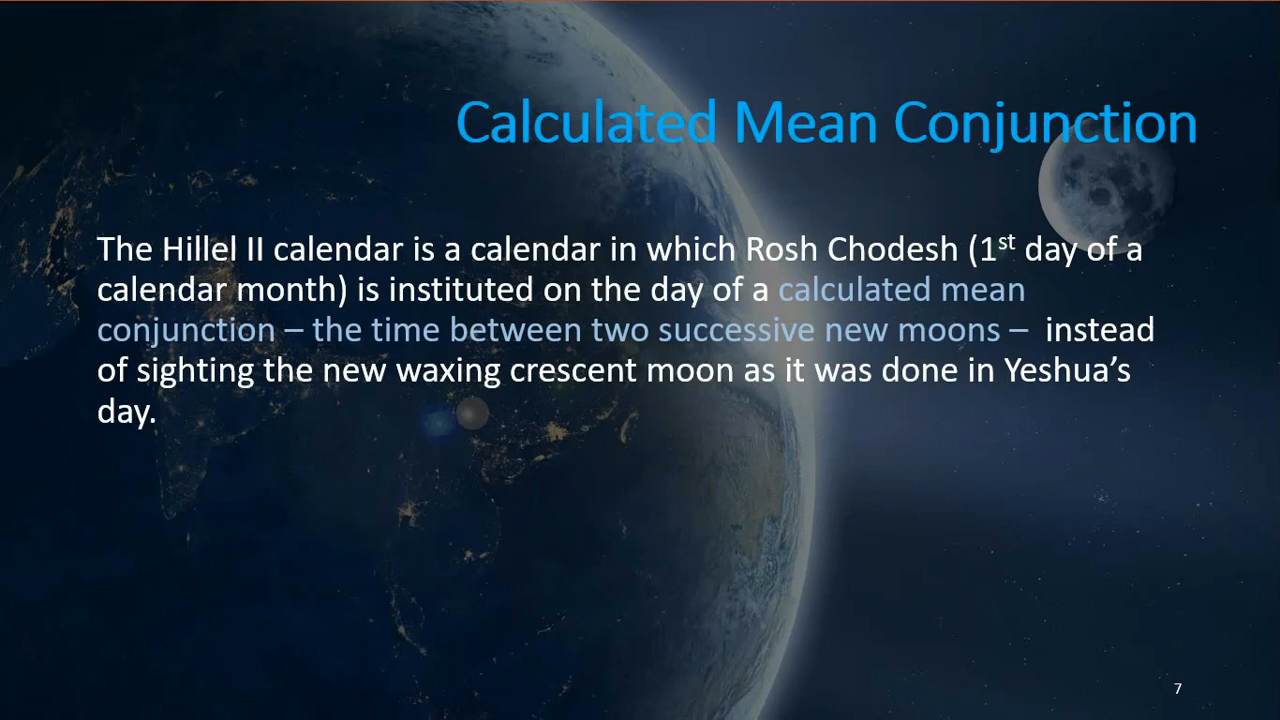 Calculated Mean Conjunction
The Hillel II calendar is a calendar in which Rosh Chodesh (1st day of a
calendar month) is instituted on the day of a calculated mean
conjunction – the time between two successive new moons – instead
of sighting the new waxing crescent moon as it was done in Yeshua’s
day.
7